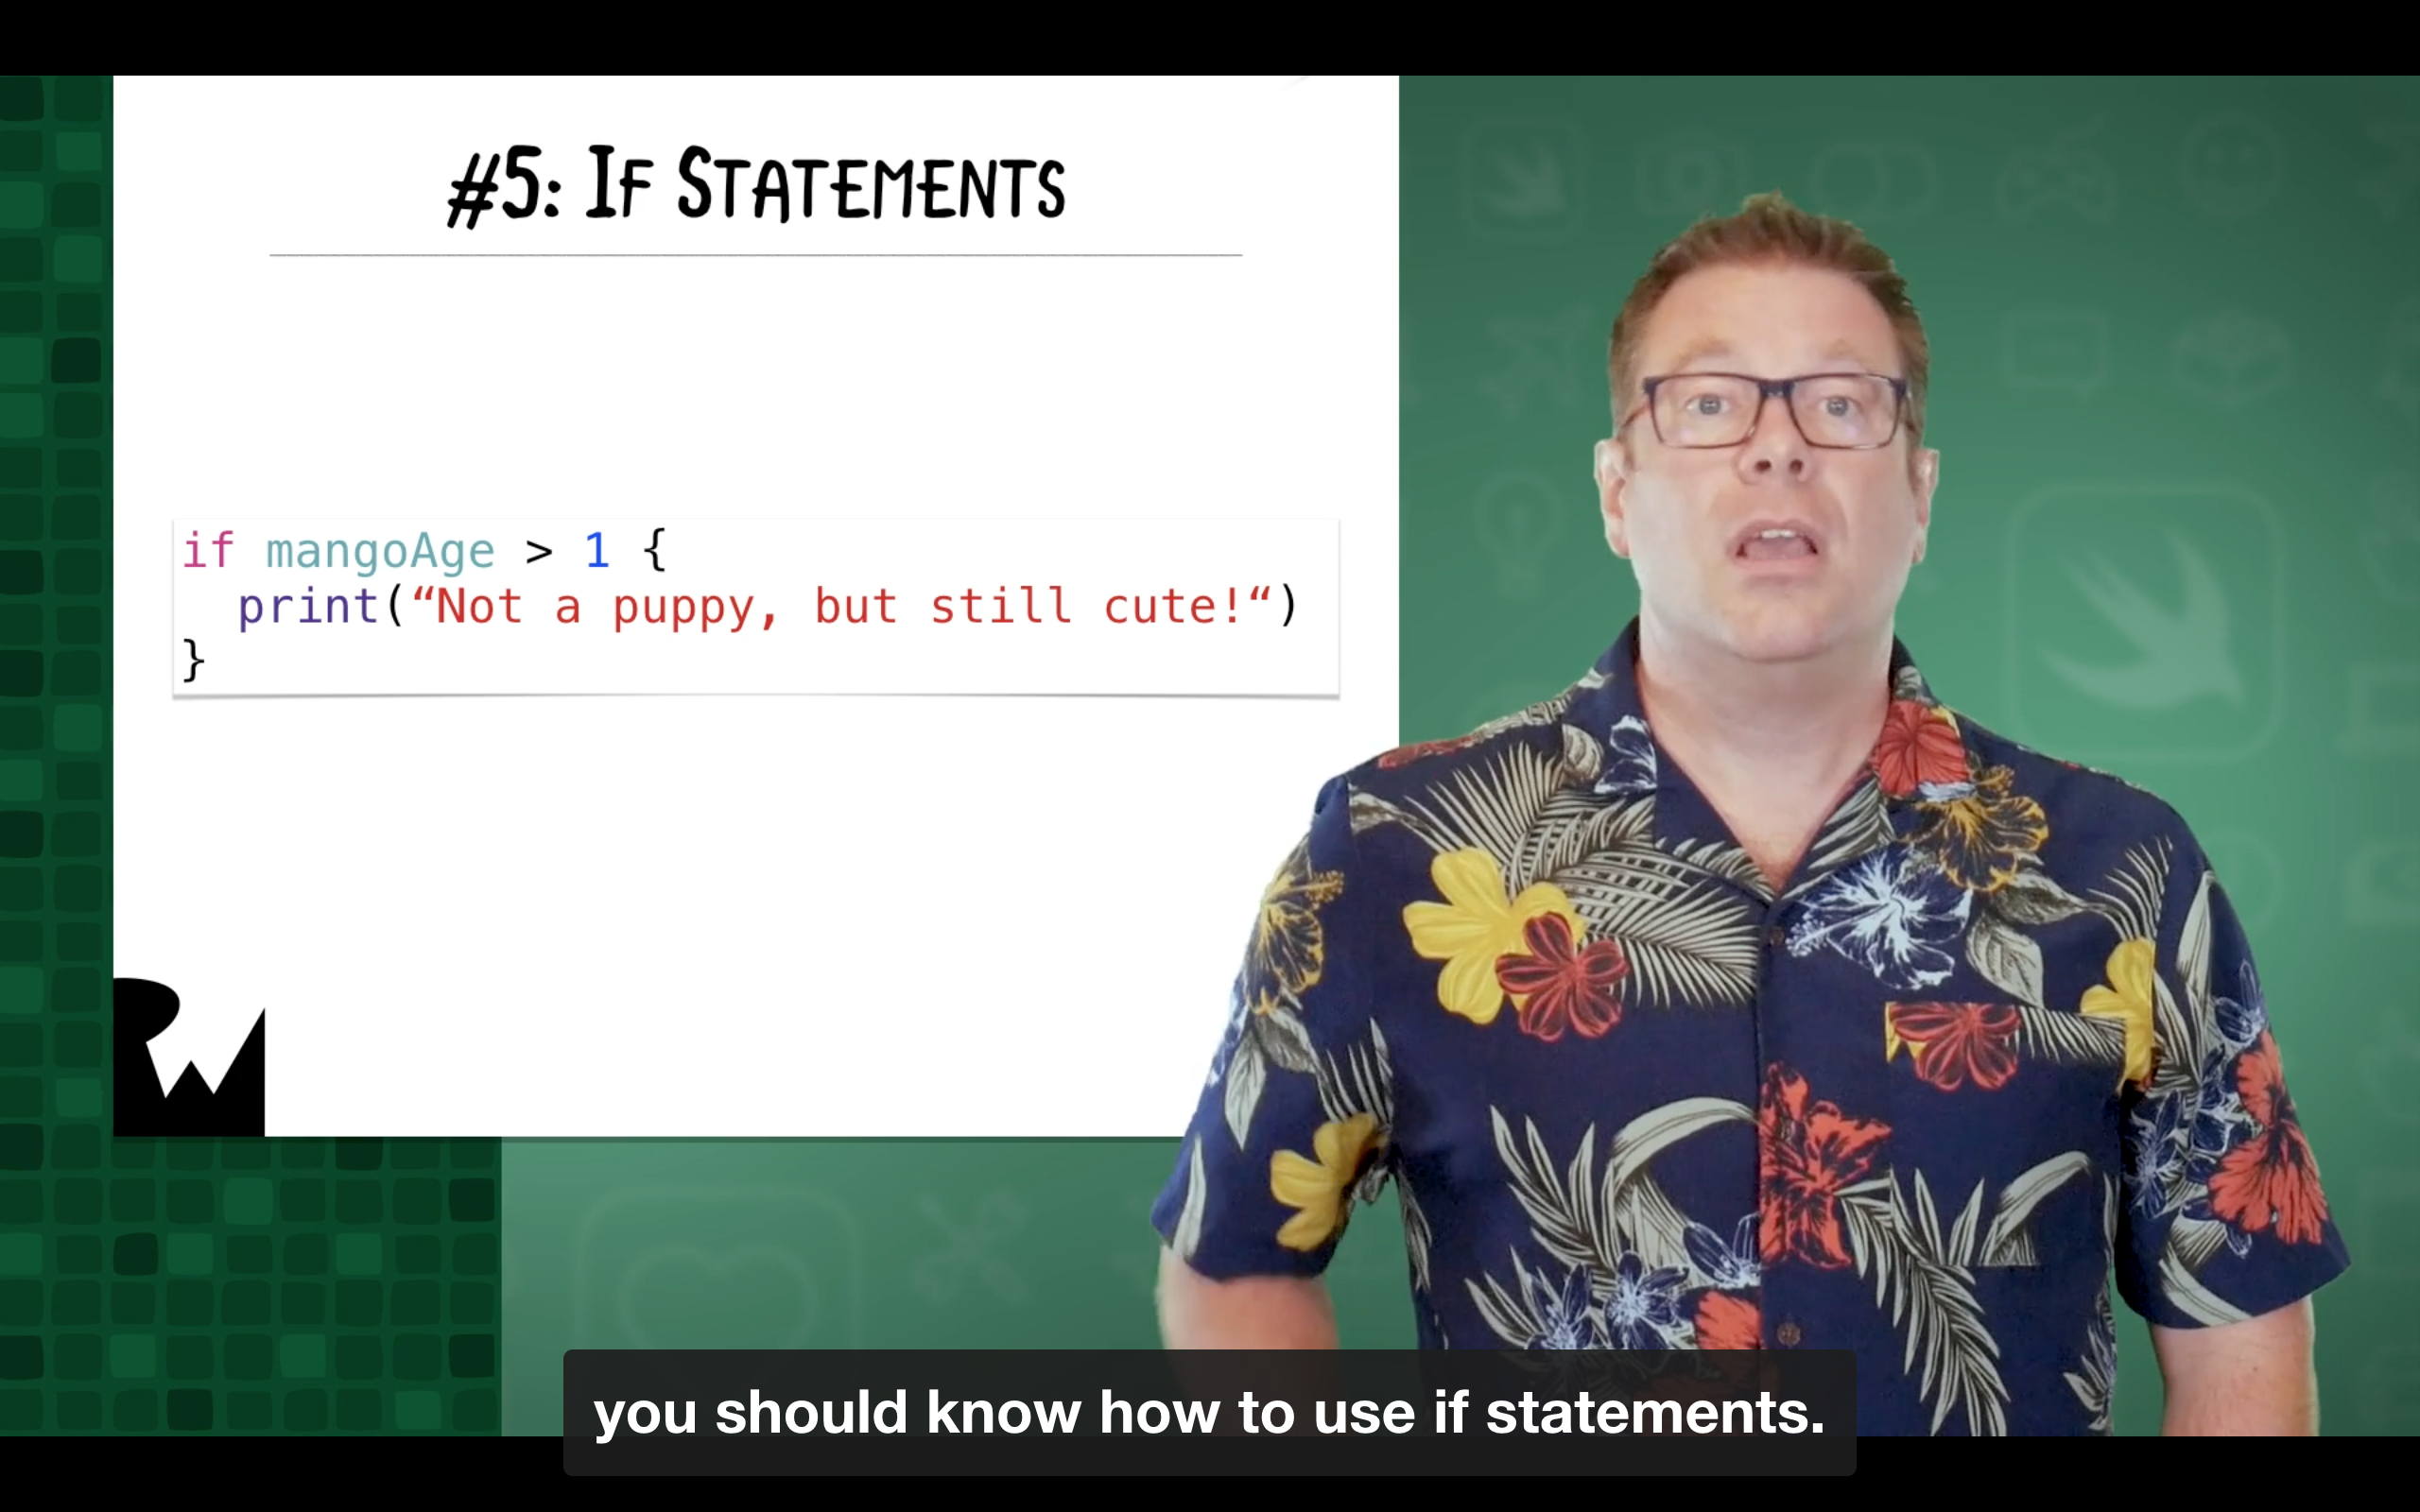 #5: If Statements
if mangoAge > 1 {
  print(“Not a puppy, but still cute!“)
}
RW
you should know how to use if statements.